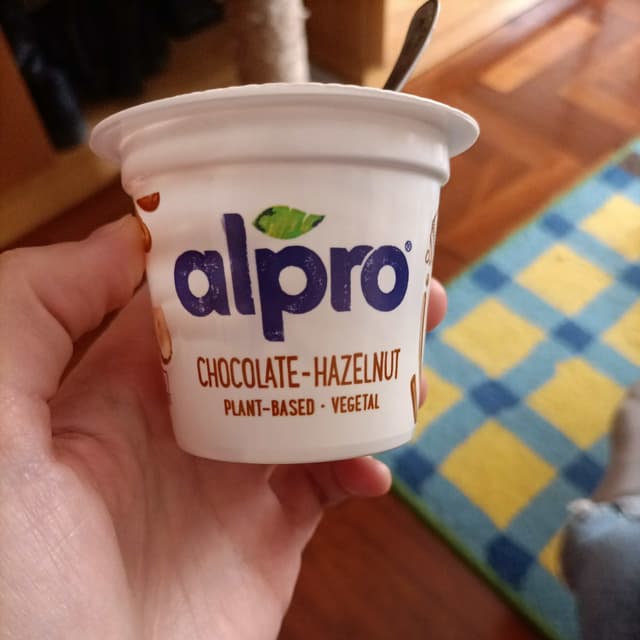 alpro®
CHOCOLATE-HAZELNUT
PLANT-BASED · VEGETAL